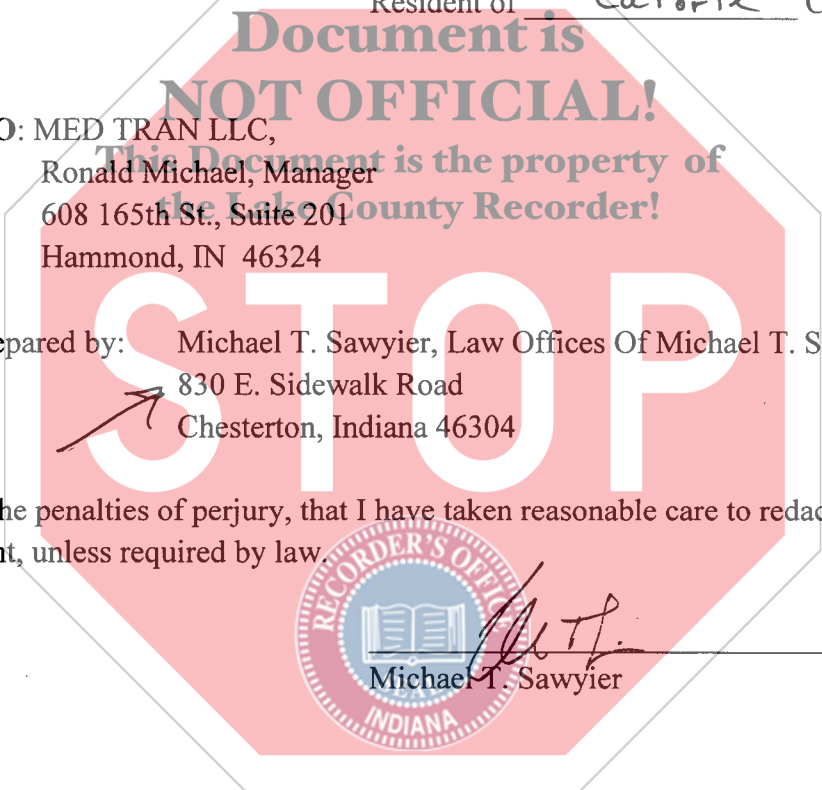 Resident of LaPorte C
Document is
NOT OFFICIAL!
O: MED TRAN LLC,
This Document is the property of
Ronald Michael, Manager
the Lake County Recorder!
608 165th St., Suite 201
Hammond, IN 46324
STOP
epared by: Michael T. Sawyier, Law Offices Of Michael T. S
830 E. Sidewalk Road
Chesterton, Indiana 46304
he penalties of perjury, that I have taken reasonable care to redac
nt, unless required by law.
RECORDER'S OFFICE
Michael T. Sawyier
SEAL
INDIANA